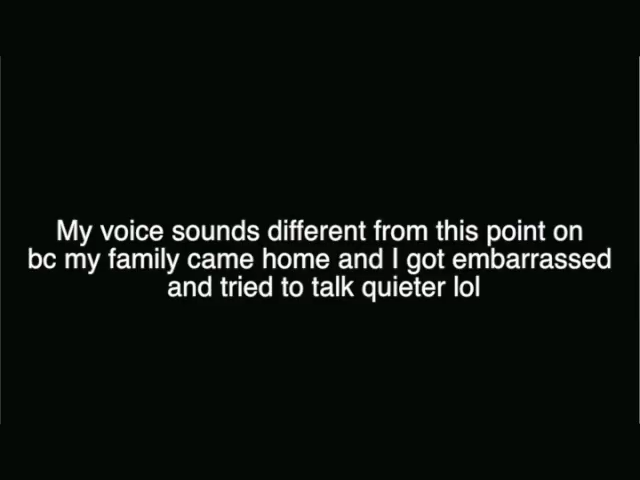 My voice sounds different from this point on
bc my family came home and I got embarrassed
and tried to talk quieter lol